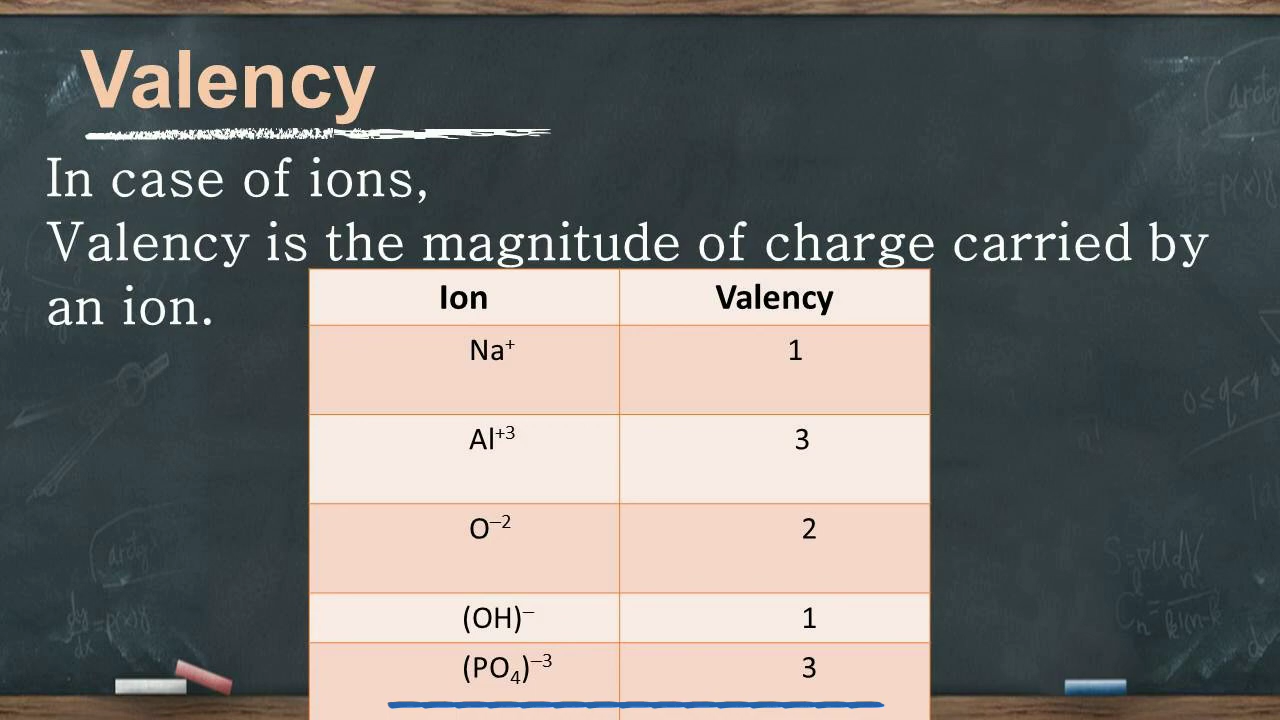 Valency
In case of ions,
Valency is the magnitude of charge carried by
an ion.
Ion Valency
Na⁺ 1
Al⁺³ 3
O⁻² 2
(OH)⁻ 1
(PO₄)⁻³ 3